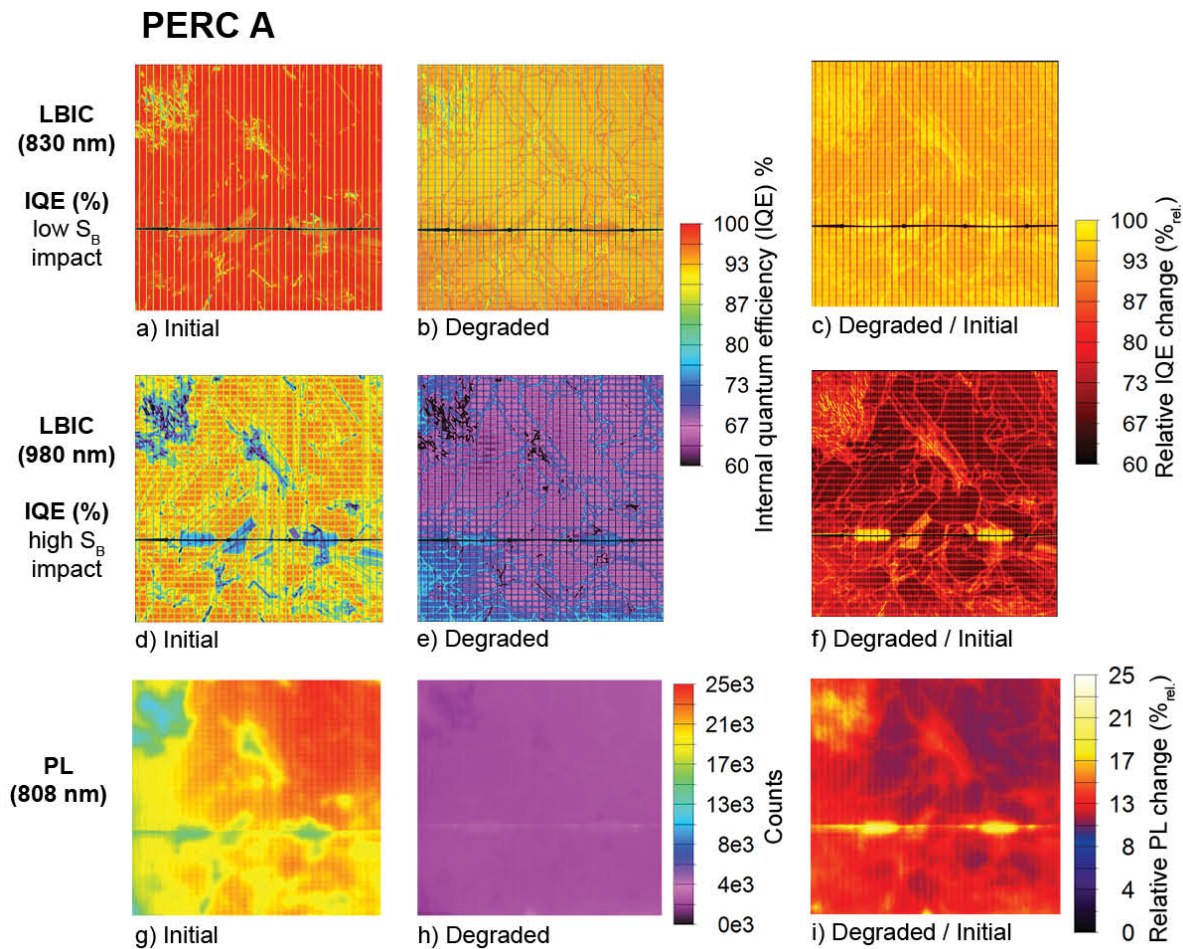 PERC A
LBIC
(830 nm)
IQE (%)
low S_B
impact
a) Initial
b) Degraded
c) Degraded / Initial
LBIC
(980 nm)
IQE (%)
high S_B
impact
d) Initial
e) Degraded
f) Degraded / Initial
100
93
87
80
73
67
60
Internal quantum efficiency (IQE) %
100
93
87
80
73
67
60
Relative IQE change (%rel.)
PL
(808 nm)
g) Initial
h) Degraded
i) Degraded / Initial
25e3
21e3
17e3
13e3
8e3
4e3
0e3
Counts
25
21
17
13
8
4
0
Relative PL change (%rel.)